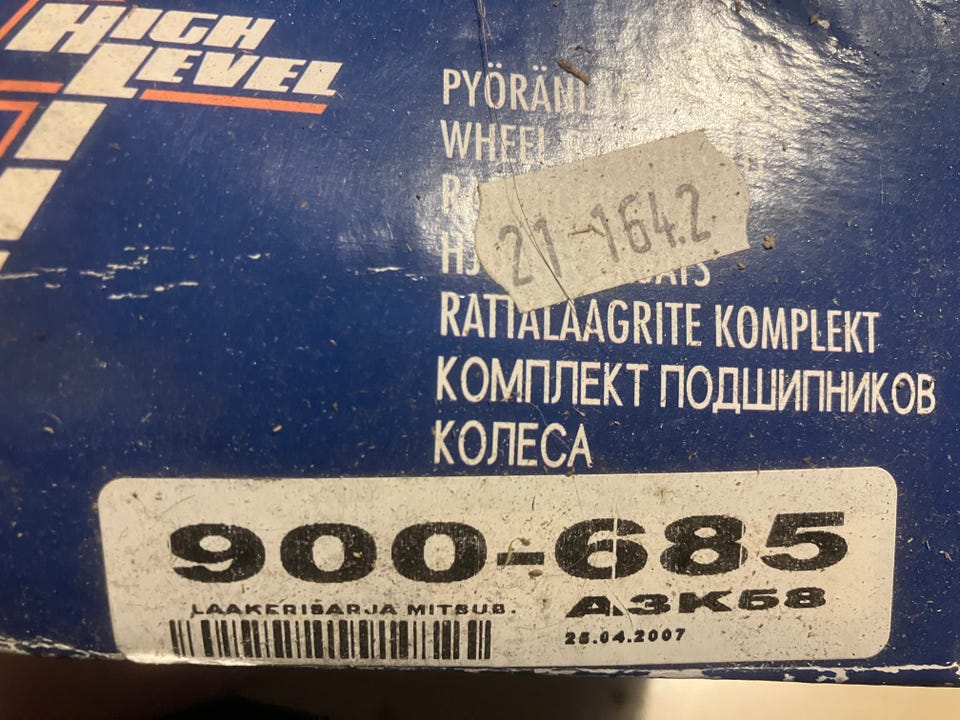 HIGH
LEVEL
WHEEL
21-164.2
RATTALAAGRITE KOMPLEKT
КОМПЛЕКТ ПОДШИПНИКОВ
КОЛЕСА
900-685
LAAKERISARJA MITSUB.
A3K58
25.04.2007